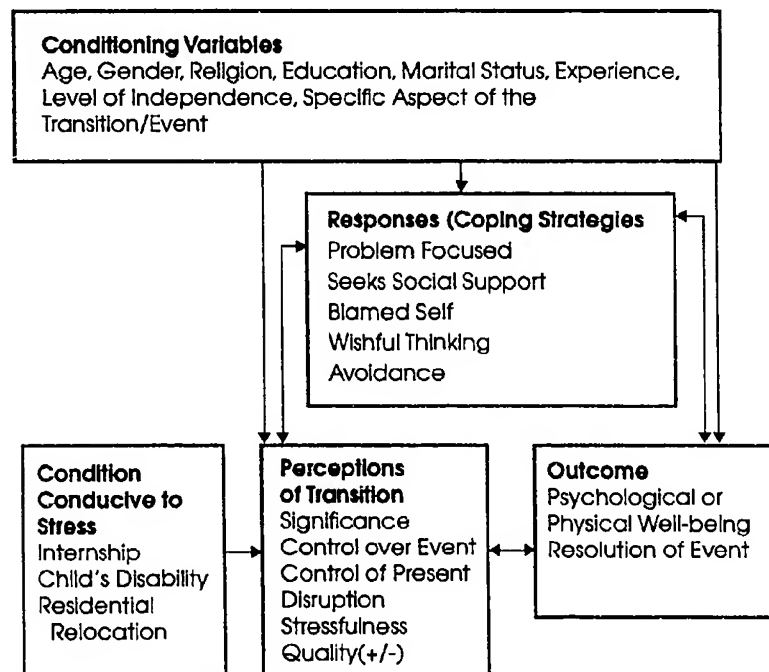 Conditioning Variables
Age, Gender, Religion, Education, Marital Status, Experience,
Level of Independence, Specific Aspect of the
Transition/Event
Responses (Coping Strategies
Problem Focused
Seeks Social Support
Blamed Self
Wishful Thinking
Avoidance
Condition
Conducive to
Stress
Internship
Child's Disability
Residential
Relocation
Perceptions
of Transition
Significance
Control over Event
Control of Present
Disruption
Stressfulness
Quality(+/-)
Outcome
Psychological or
Physical Well-being
Resolution of Event